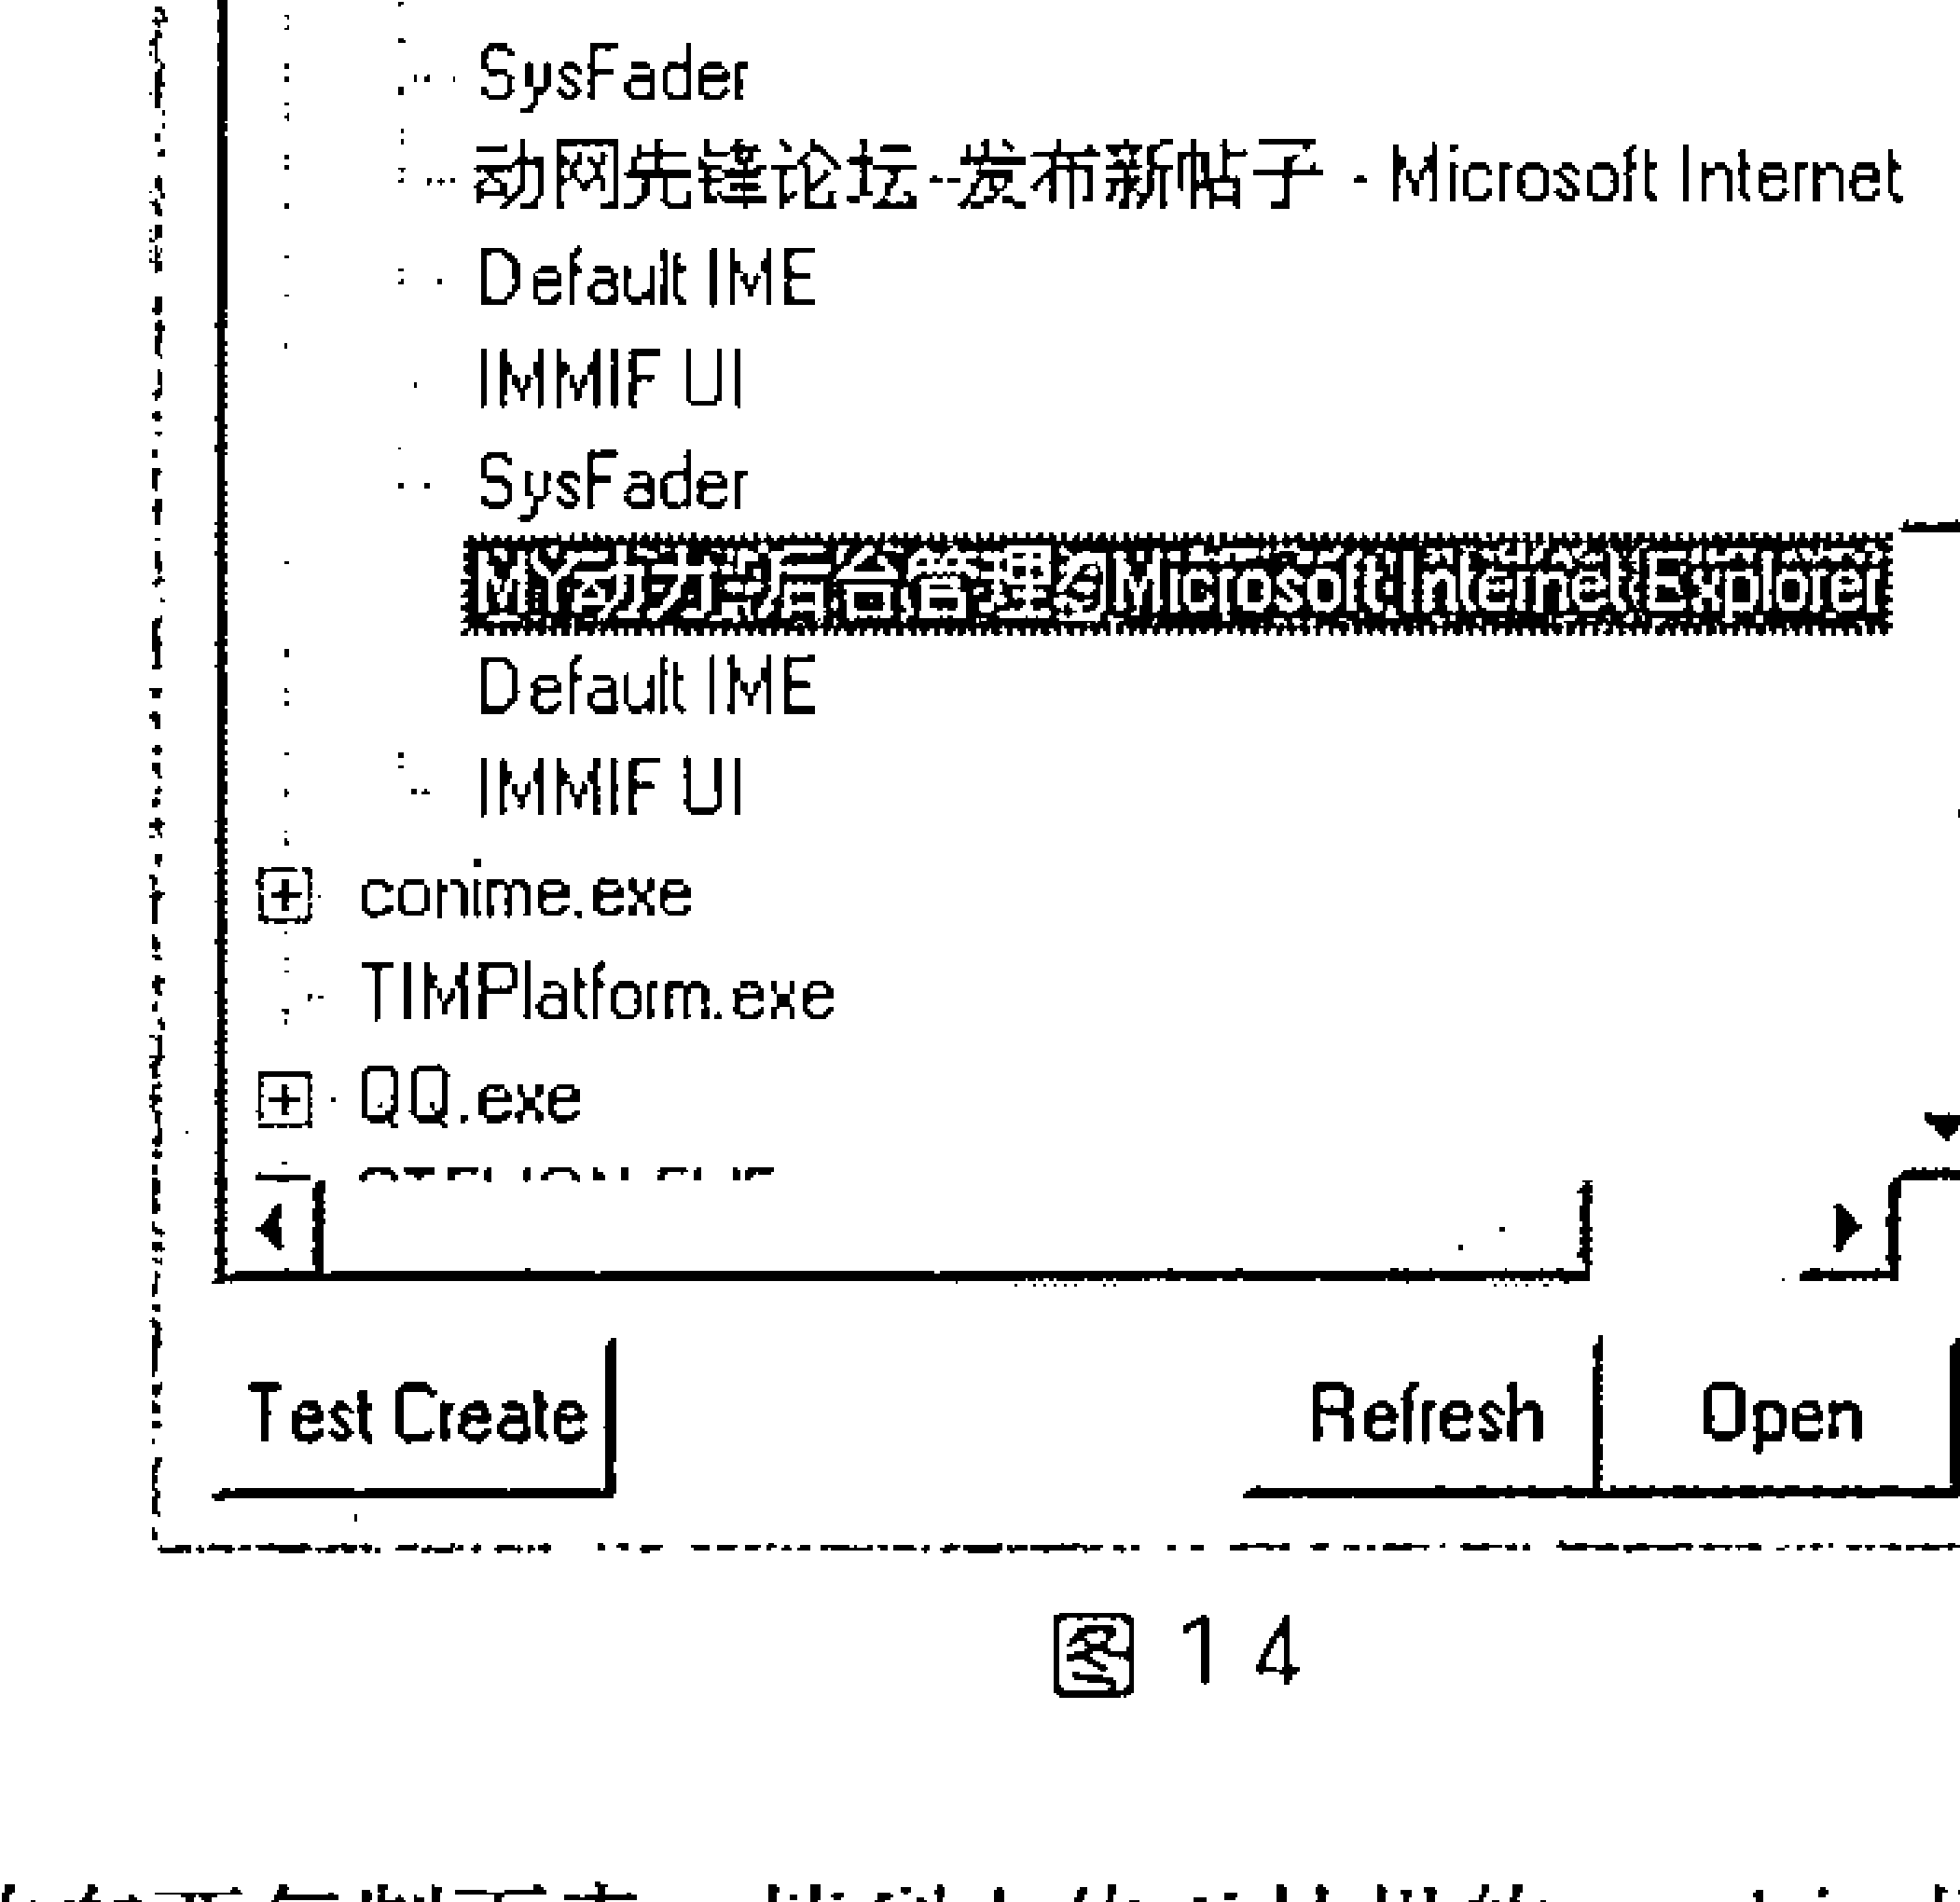 SysFader
动网先锋论坛--发布新帖子 - Microsoft Internet
Default IME
IMMIF UI
SysFader
MY动力 后台管理 Microsoft Internet Explorer
Default IME
IMMIF UI
conime.exe
TIMPlatform.exe
QQ.exe
Test Create
Refresh
Open
图 14